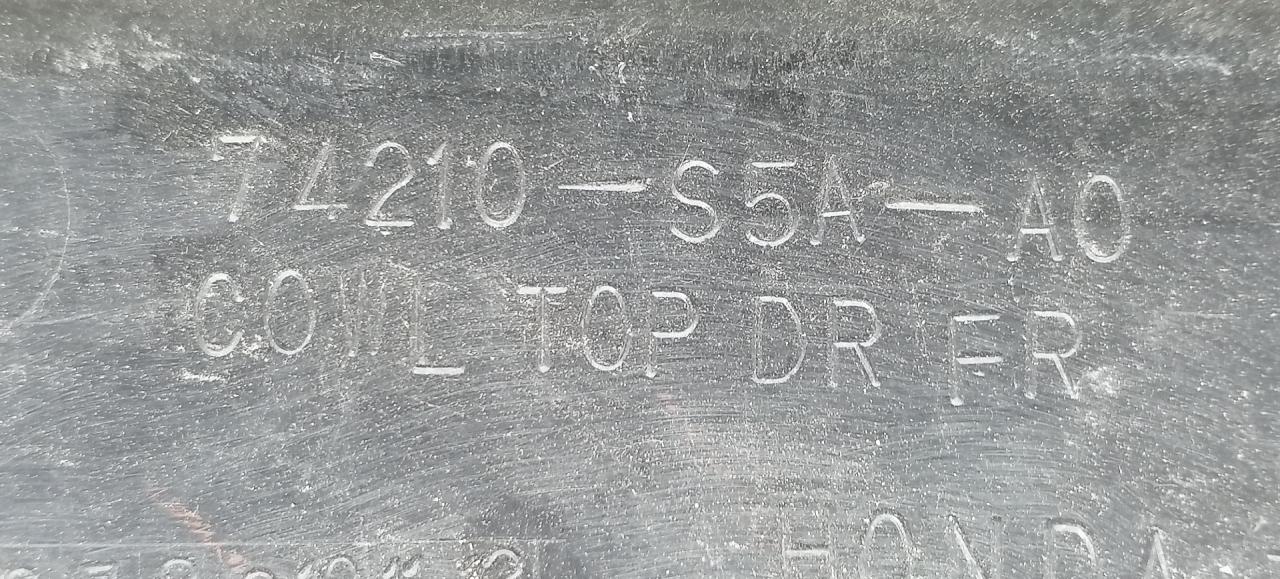 74210-S5A-A0
COWL TOP DR FR
HONDA